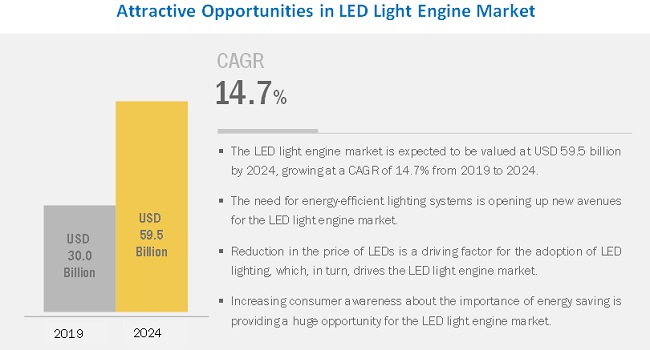 Attractive Opportunities in LED Light Engine Market
CAGR
14.7%
The LED light engine market is expected to be valued at USD 59.5 billion
by 2024, growing at a CAGR of 14.7% from 2019 to 2024.
The need for energy-efficient lighting systems is opening up new avenues
for the LED light engine market.
Reduction in the price of LEDs is a driving factor for the adoption of LED
lighting, which, in turn, drives the LED light engine market.
Increasing consumer awareness about the importance of energy saving is
providing a huge opportunity for the LED light engine market.
USD
30.0
Billion
USD
59.5
Billion
2019
2024